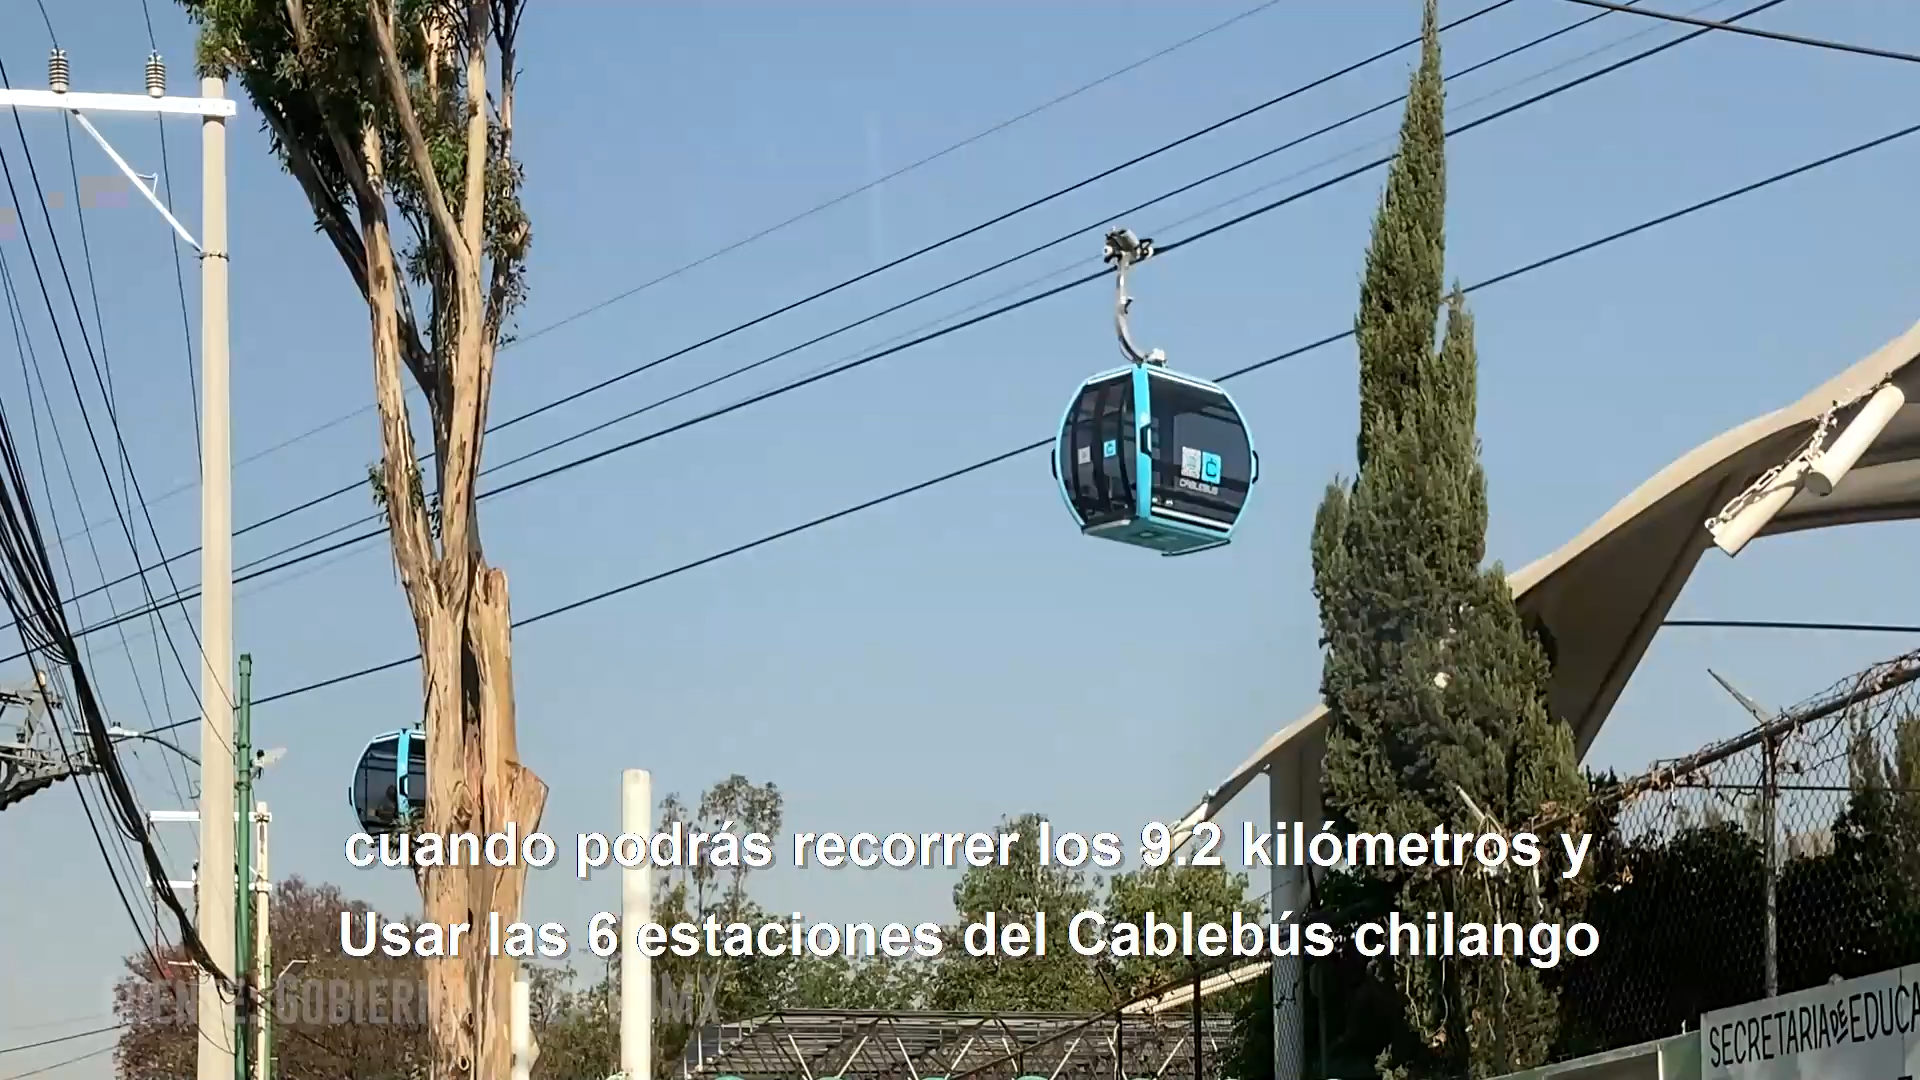 CABLEBUS
cuando podrás recorrer los 9.2 kilómetros y
Usar las 6 estaciones del Cablebús chilango
SECRETARIA DE EDUCA